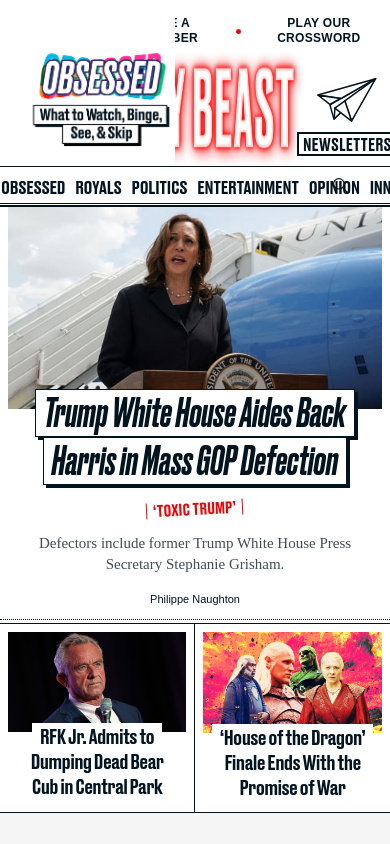 PLAY OUR
CROSSWORD
OBSESSED
What to Watch, Binge,
See, & Skip
BEAST
NEWSLETTERS
OBSESSED ROYALS POLITICS ENTERTAINMENT OPINION INN
Trump White House Aides Back
Harris in Mass GOP Defection
'TOXIC TRUMP'
Defectors include former Trump White House Press
Secretary Stephanie Grisham.
Philippe Naughton
RFK Jr. Admits to
Dumping Dead Bear
Cub in Central Park
'House of the Dragon'
Finale Ends With the
Promise of War